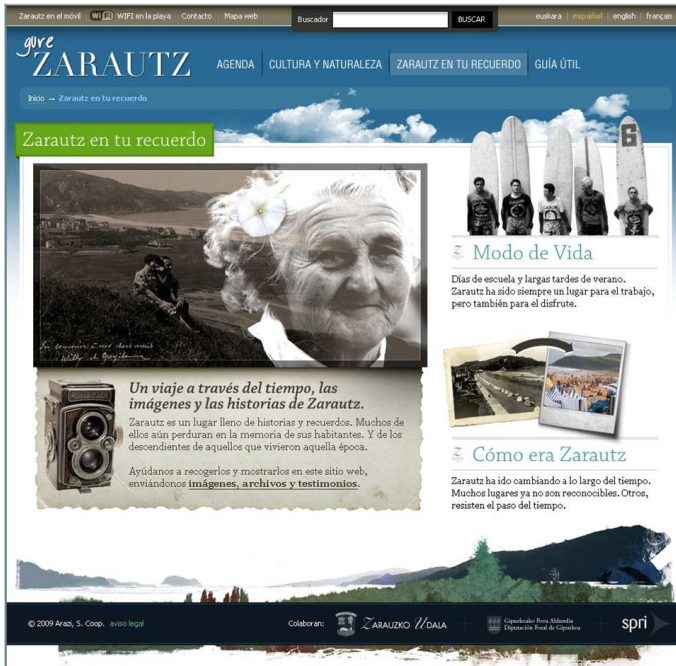 Zarautz en el móvil
WiFi WIFI en la playa
Contacto
Mapa web
Buscador
BUSCAR
euskara | español | english | français
gure
ZARAUTZ
AGENDA
CULTURA Y NATURALEZA
ZARAUTZ EN TU RECUERDO
GUÍA ÚTIL
Inicio → Zarautz en tu recuerdo
Zarautz en tu recuerdo
6
Modo de Vida
Días de escuela y largas tardes de verano.
Zarautz ha sido siempre un lugar para el trabajo,
pero también para el disfrute.
Un viaje a través del tiempo, las
imágenes y las historias de Zarautz.
Zarautz es un lugar lleno de historias y recuerdos. Muchos de
ellos aún perduran en la memoria de sus habitantes. Y de los
descendientes de aquellos que vivieron aquella época.
Ayúdanos a recogerlos y mostrarlos en este sitio web,
enviándonos imágenes, archivos y testimonios.
Cómo era Zarautz
Zarautz ha ido cambiando a lo largo del tiempo.
Muchos lugares ya no son reconocibles. Otros,
resisten el paso del tiempo.
© 2009 Arazi, S. Coop. aviso legal
Colaboran:
ZARAUZKO UDALA
Gipuzkoako Foru Aldundia
Diputación Foral de Gipuzkoa
spri